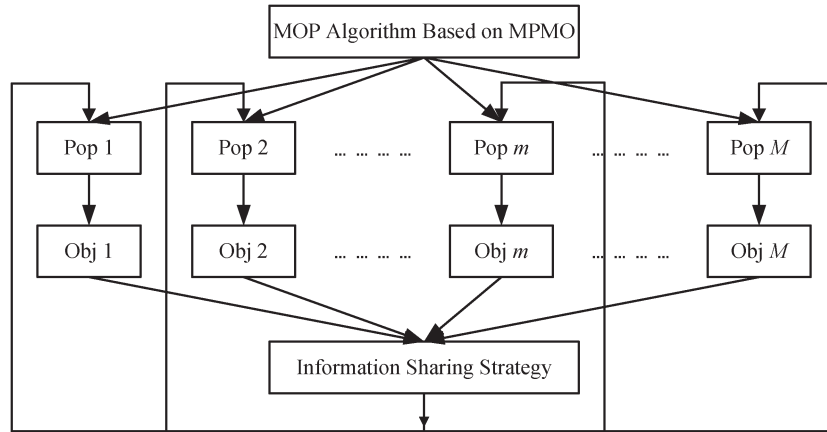 MOP Algorithm Based on MPMO
Pop 1 Pop 2 ... ... ... ... Pop m ... ... ... ... Pop M
Obj 1 Obj 2 ... ... ... ... Obj m ... ... ... ... Obj M
Information Sharing Strategy